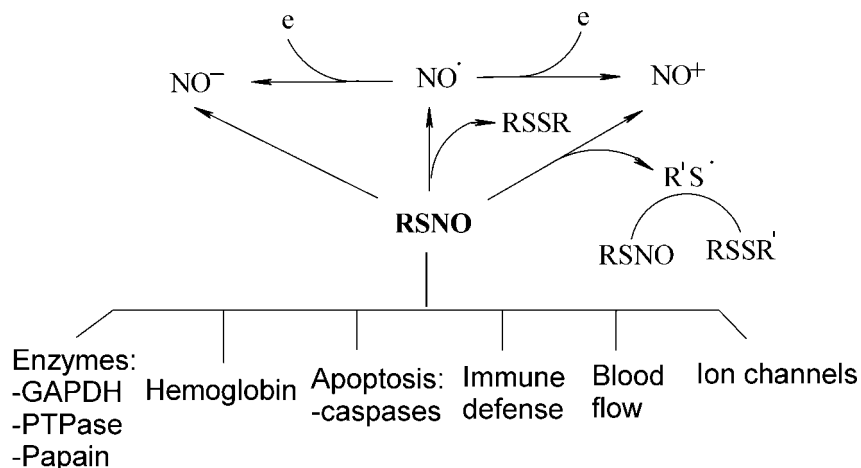 e e
NO⁻ NO˙ NO⁺
RSSR
R'S˙
RSNO
RSNO RSSR'
Enzymes:
-GAPDH
-PTPase
-Papain
Hemoglobin
Apoptosis:
-caspases
Immune
defense
Blood
flow
Ion channels